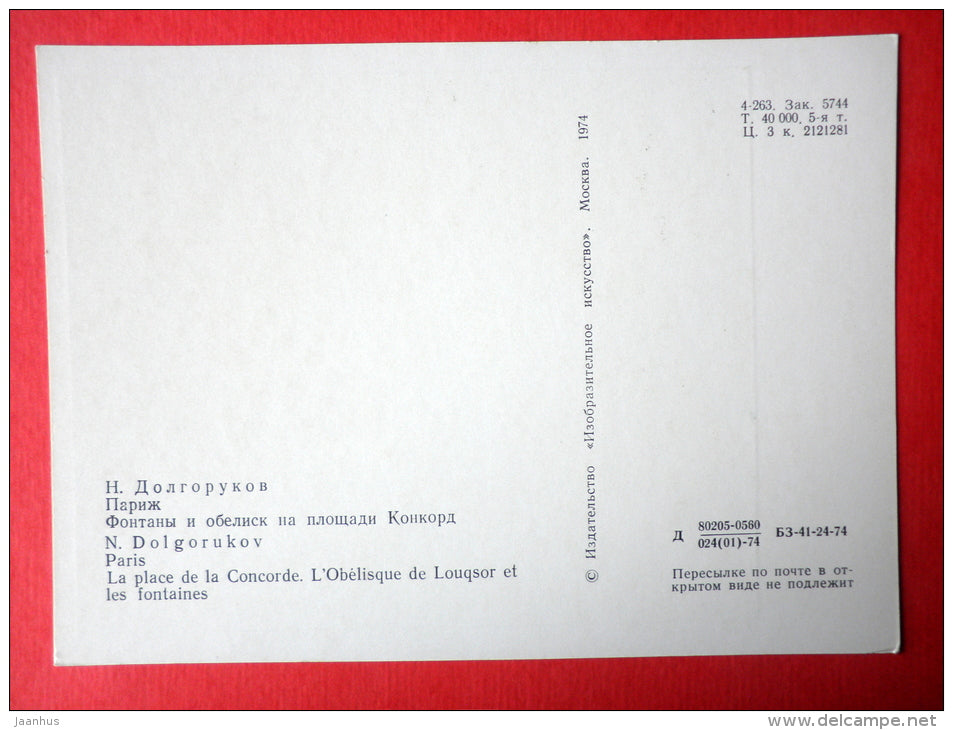 4-263. Зак. 5744
Т. 40 000, 5-я т.
Ц. 3 к. 2121281
© Издательство «Изобразительное искусство». Москва. 1974
Н. Долгоруков
Париж
Фонтаны и обелиск на площади Конкорд
N. Dolgorukov
Paris
La place de la Concorde. L'Obélisque de Louqsor et
les fontaines
Д 80205-0560 БЗ-41-24-74
024(01)-74
Пересылке по почте в от-
крытом виде не подлежит
jaanhus
www.delcampe.net